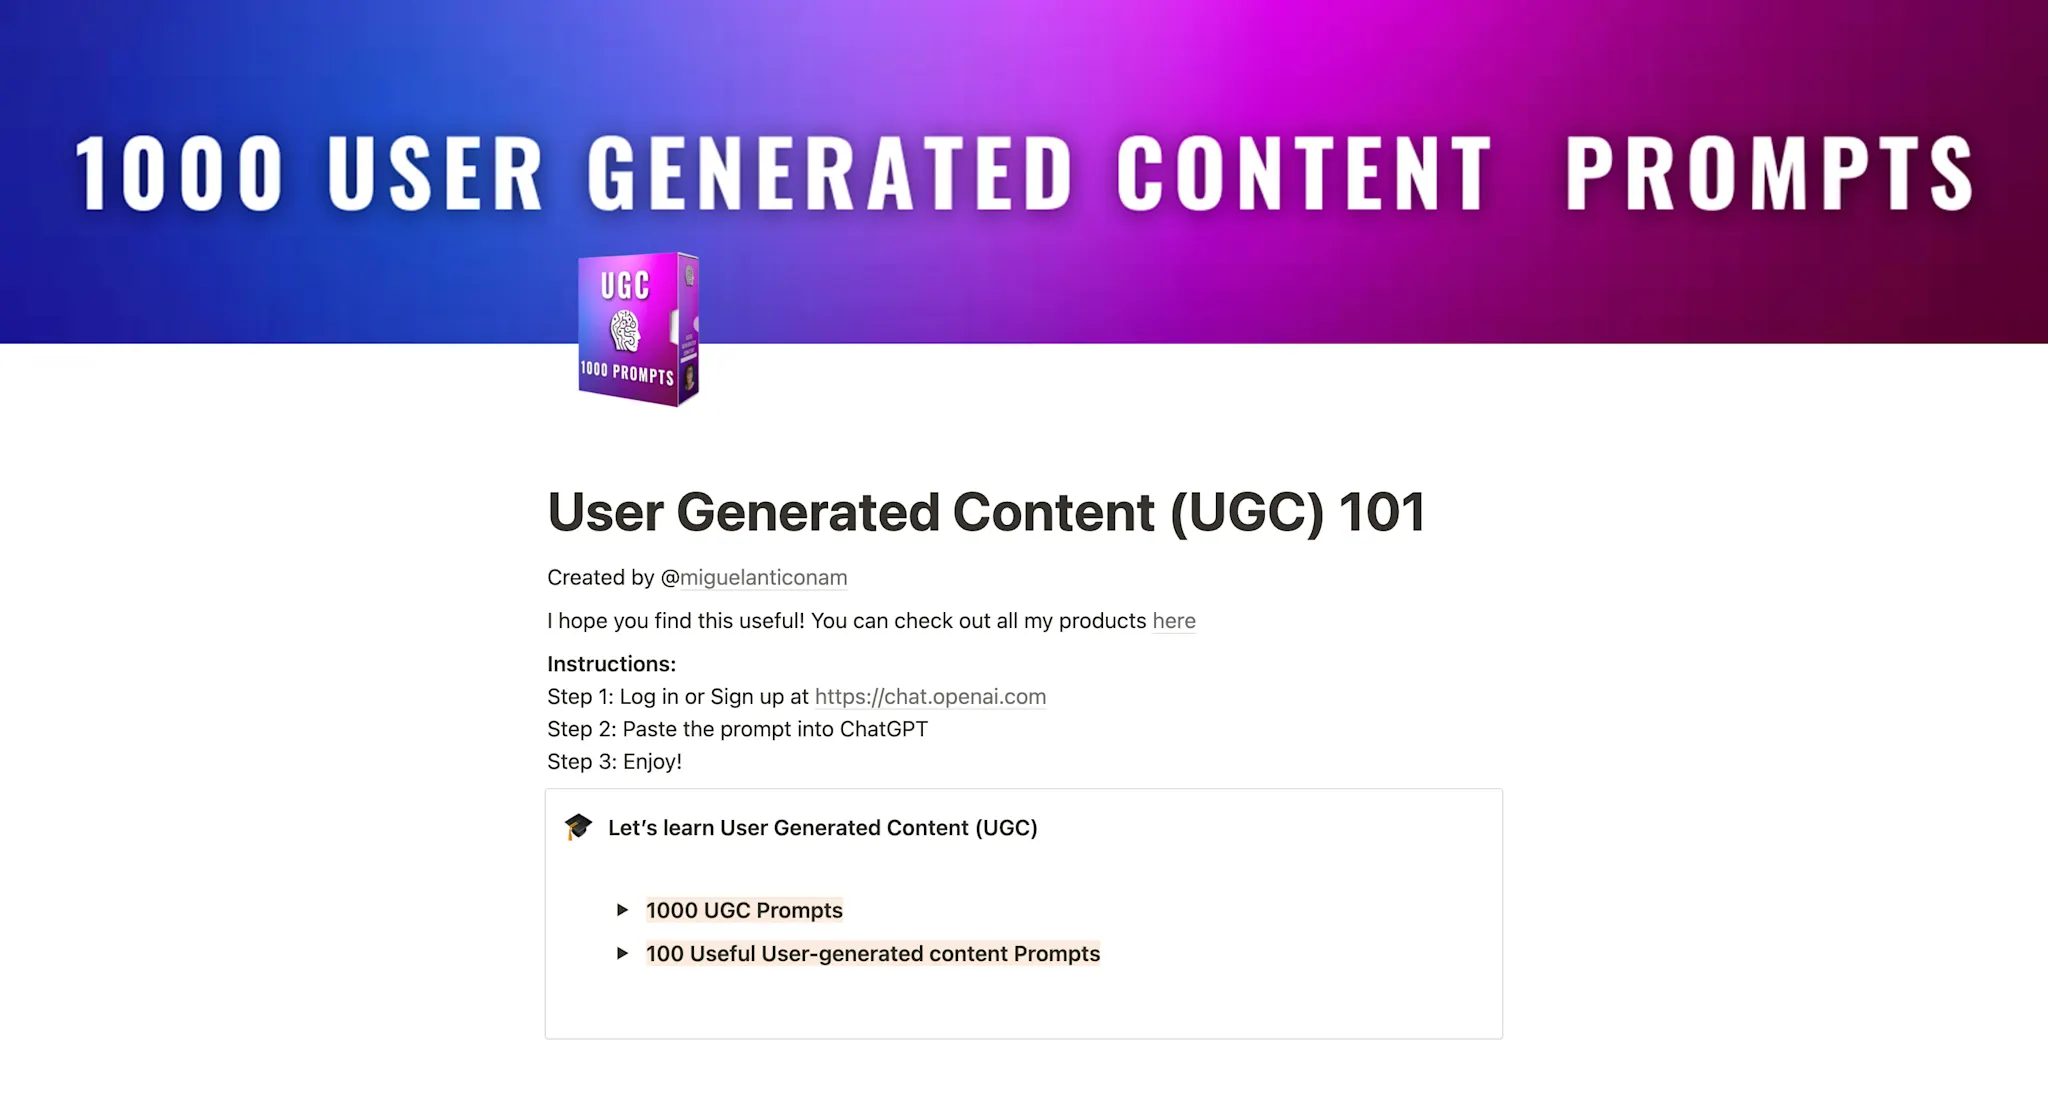 1000 USER GENERATED CONTENT PROMPTS
UGC
1000 PROMPTS
User Generated Content (UGC) 101
Created by @miguelanticonam
I hope you find this useful! You can check out all my products here
Instructions:
Step 1: Log in or Sign up at https://chat.openai.com
Step 2: Paste the prompt into ChatGPT
Step 3: Enjoy!
Let’s learn User Generated Content (UGC)
1000 UGC Prompts
100 Useful User-generated content Prompts